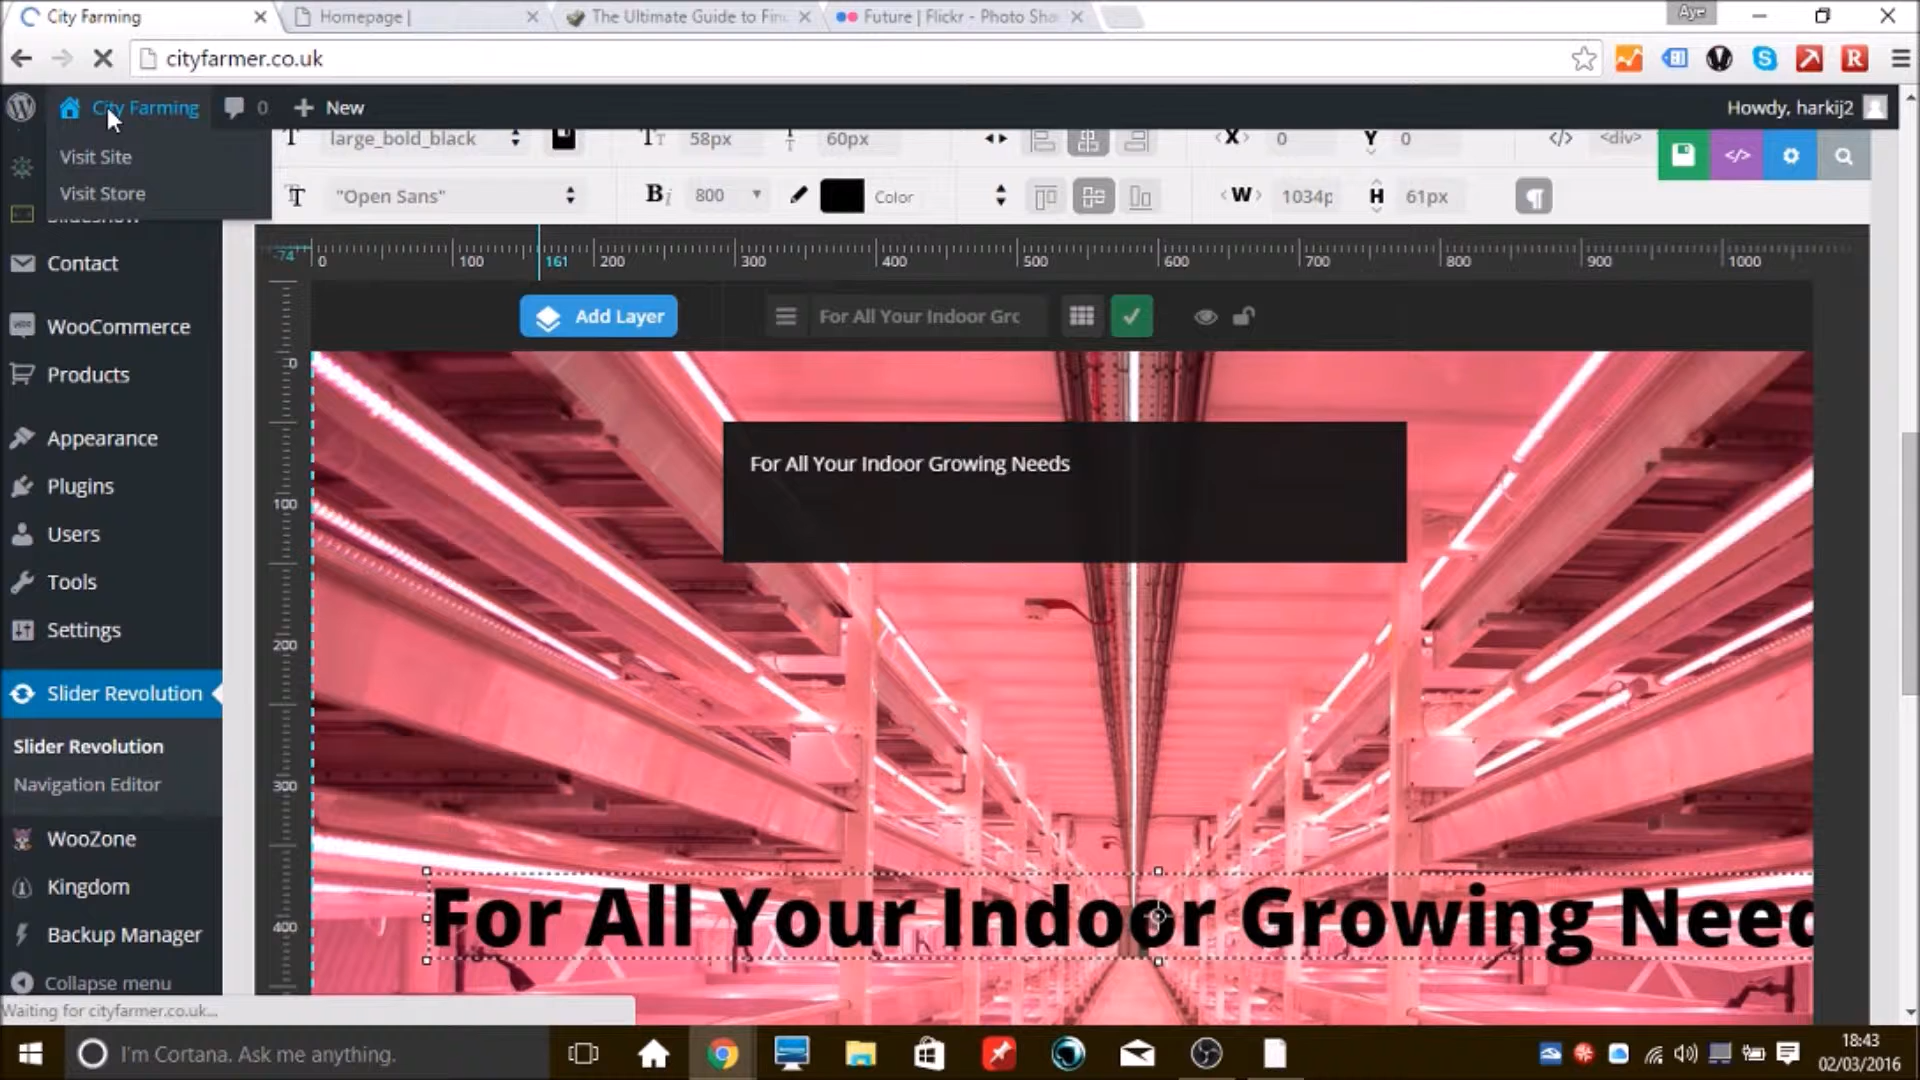 City Farming
Homepage |
The Ultimate Guide to Fin
Future | Flickr - Photo Sha
Aye
cityfarmer.co.uk
City Farming
0
New
Howdy, harkij2
Visit Site
Visit Store
large_bold_black
58px
60px
X
0
Y
0
</>
<div>
</>
"Open Sans"
800
Color
W
1034p
H
61px
Contact
WooCommerce
Products
Appearance
Plugins
Users
Tools
Settings
Slider Revolution
Slider Revolution
Navigation Editor
WooZone
Kingdom
Backup Manager
Collapse menu
-74
0
100
161
200
300
400
500
600
700
800
900
1000
Add Layer
For All Your Indoor Grc
0
100
200
300
400
For All Your Indoor Growing Needs
For All Your Indoor Growing Need
Waiting for cityfarmer.co.uk...
I'm Cortana. Ask me anything.
18:43
02/03/2016